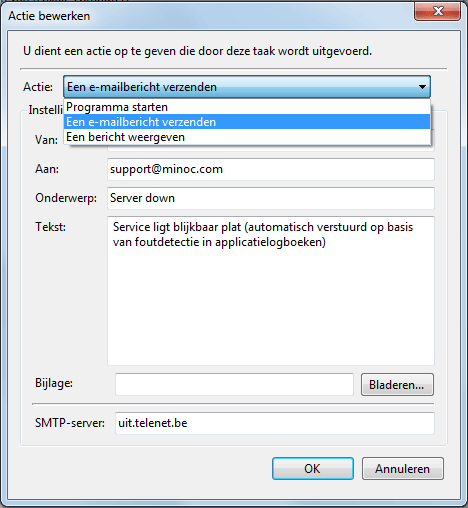 Actie bewerken
U dient een actie op te geven die door deze taak wordt uitgevoerd.
Actie: Een e-mailbericht verzenden
Programma starten
Een e-mailbericht verzenden
Een bericht weergeven
Van:
Aan: support@minoc.com
Onderwerp: Server down
Tekst: Service ligt blijkbaar plat (automatisch verstuurd op basis
van foutdetectie in applicatielogboeken)
Bijlage: Bladeren...
SMTP-server: uit.telenet.be
OK Annuleren